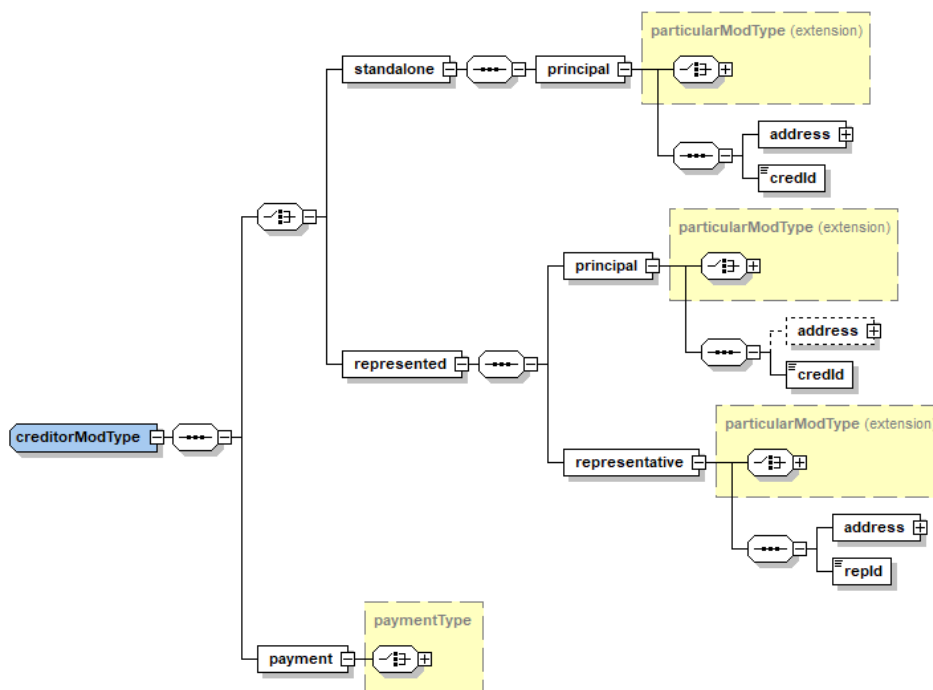 particularModType (extension)
standalone
principal
address
credId
particularModType (extension)
principal
address
credId
represented
creditorModType
particularModType (extension
representative
address
repId
paymentType
payment